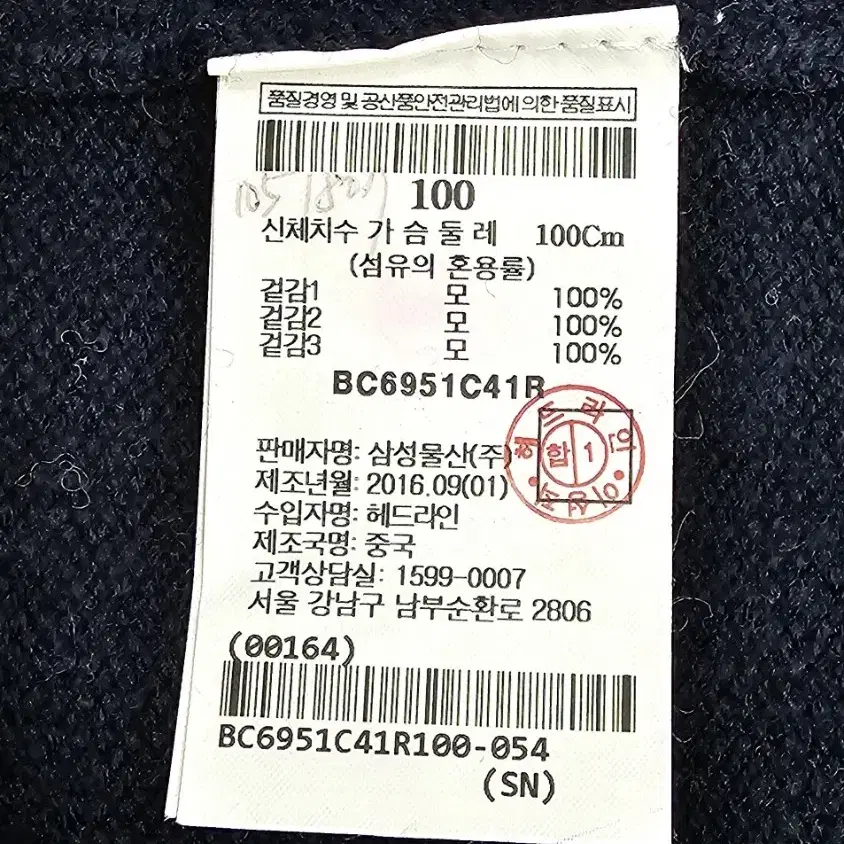 품질경영 및 공산품안전관리법에 의한 품질표시
100
신체치수 가 슴 둘 레 100Cm
(섬유의 혼용률)
겉감1 모 100%
겉감2 모 100%
겉감3 모 100%
BC6951C41R
판매자명: 삼성물산(주)
합 1
제조년월: 2016.09(01)
수입자명: 헤드라인
제조국명: 중국
고객상담실: 1599-0007
서울 강남구 남부순환로 2806
(00164)
BC6951C41R100-054
(SN)